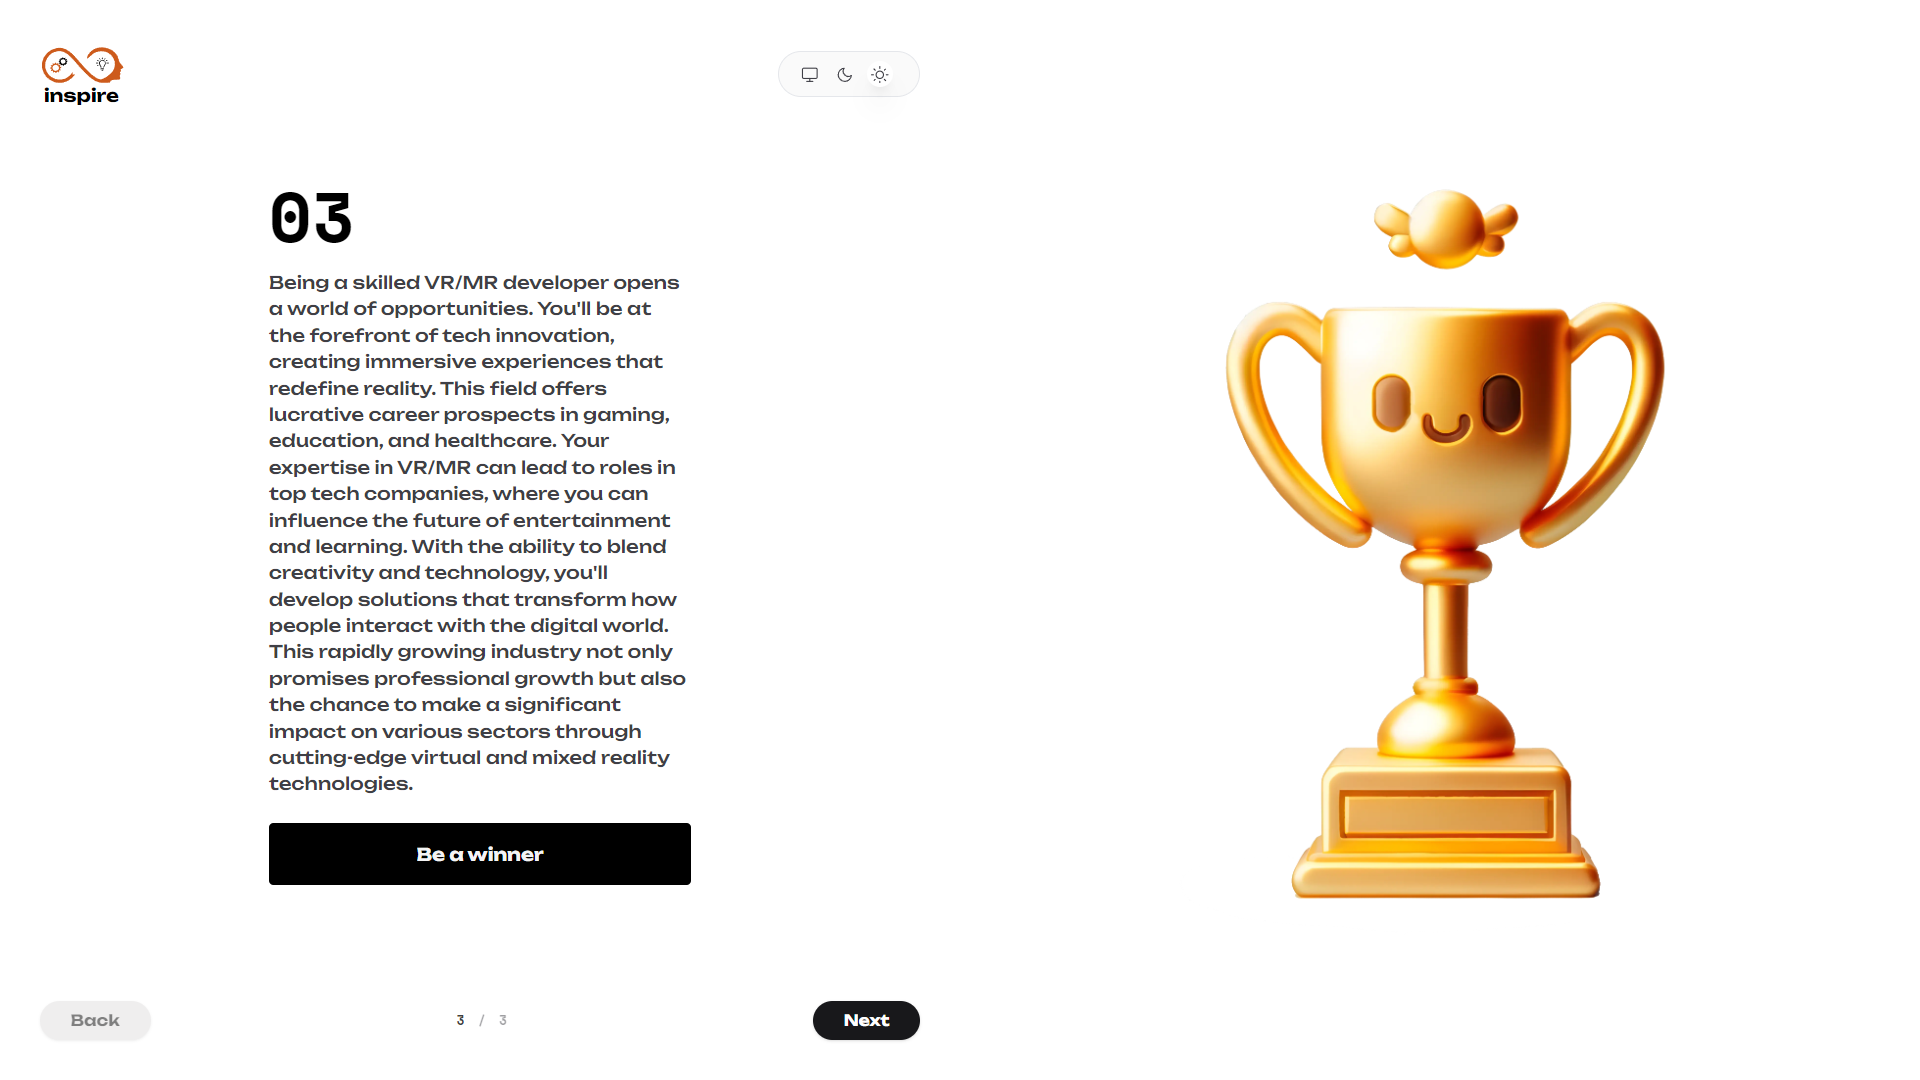 inspire
03
Being a skilled VR/MR developer opens
a world of opportunities. You'll be at
the forefront of tech innovation,
creating immersive experiences that
redefine reality. This field offers
lucrative career prospects in gaming,
education, and healthcare. Your
expertise in VR/MR can lead to roles in
top tech companies, where you can
influence the future of entertainment
and learning. With the ability to blend
creativity and technology, you'll
develop solutions that transform how
people interact with the digital world.
This rapidly growing industry not only
promises professional growth but also
the chance to make a significant
impact on various sectors through
cutting-edge virtual and mixed reality
technologies.
Be a winner
Back
3 / 3
Next